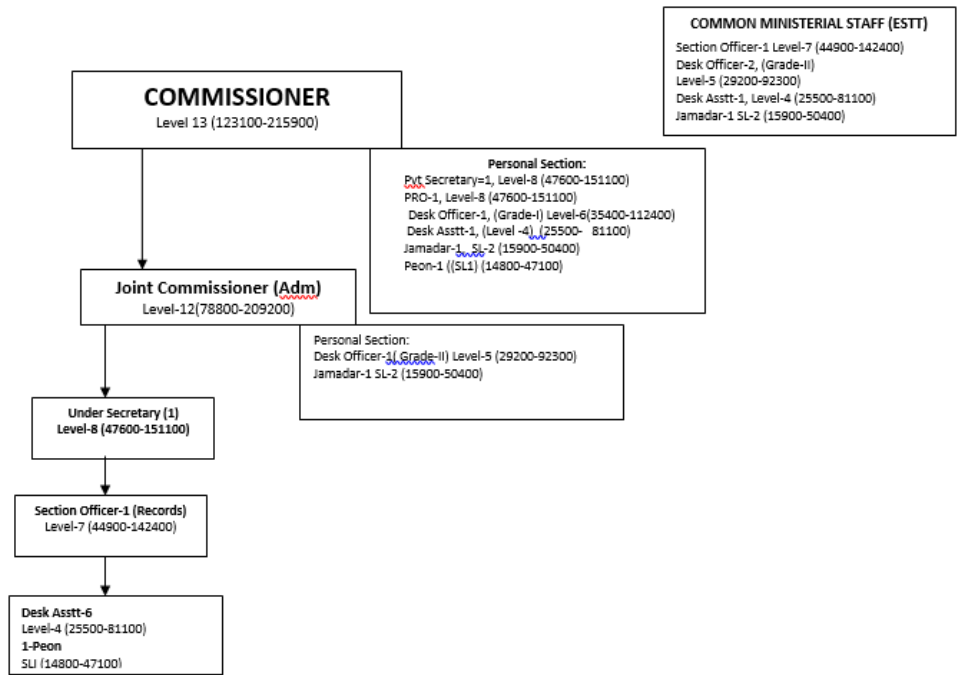 COMMON MINISTERIAL STAFF (ESTT)
Section Officer-1 Level-7 (44900-142400)
Desk Officer-2, (Grade-II)
Level-5 (29200-92300)
Desk Asstt-1, Level-4 (25500-81100)
Jamadar-1 SL-2 (15900-50400)
COMMISSIONER
Level 13 (123100-215900)
Personal Section:
Pvt Secretary=1, Level-8 (47600-151100)
PRO-1, Level-8 (47600-151100)
Desk Officer-1, (Grade-I) Level-6(35400-112400)
Desk Asstt-1, (Level -4), (25500- 81100)
Jamadar-1, SL-2 (15900-50400)
Peon-1 ((SL1) (14800-47100)
Joint Commissioner (Adm)
Level-12(78800-209200)
Personal Section:
Desk Officer-1( Grade-II) Level-5 (29200-92300)
Jamadar-1 SL-2 (15900-50400)
Under Secretary (1)
Level-8 (47600-151100)
Section Officer-1 (Records)
Level-7 (44900-142400)
Desk Asstt-6
Level-4 (25500-81100)
1-Peon
SLI (14800-47100)